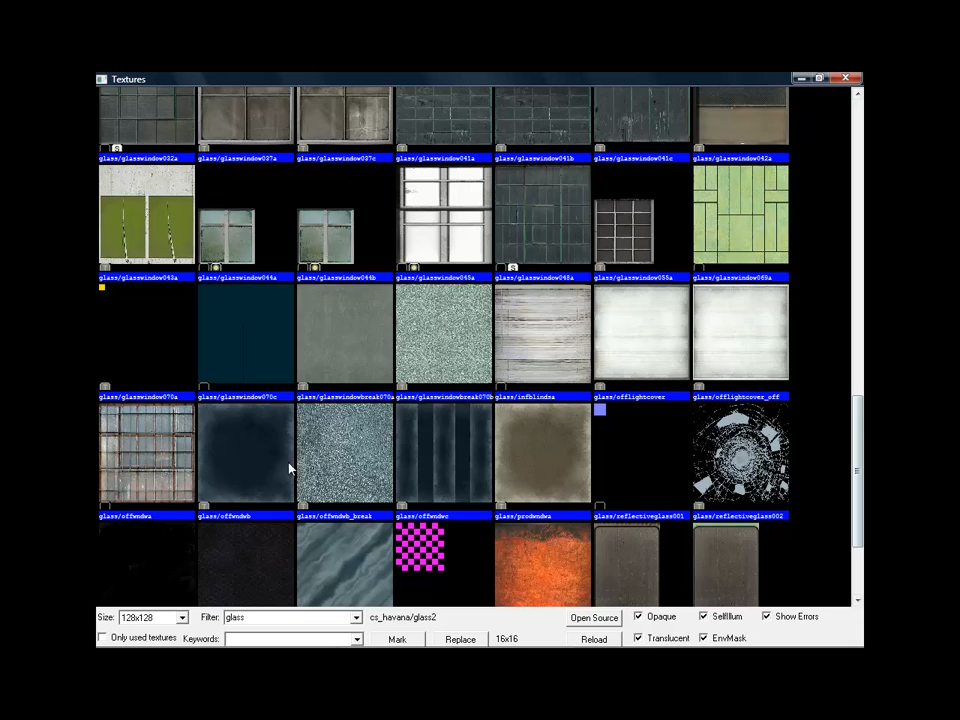 Textures
glass/glasswindow032a glass/glasswindow037a glass/glasswindow037c glass/glasswindow041a glass/glasswindow041b glass/glasswindow041c glass/glasswindow042a
glass/glasswindow043a glass/glasswindow044a glass/glasswindow044b glass/glasswindow045a glass/glasswindow048a glass/glasswindow055a glass/glasswindow069a
glass/glasswindow070a glass/glasswindow070c glass/glasswindowbreak070a glass/glasswindowbreak070b glass/infblindsa glass/offlightcover glass/offlightcover_off
glass/offwndwa glass/offwndwb glass/offwndwb_break glass/offwndwc glass/prodwndwa glass/reflectiveglass001 glass/reflectiveglass002
Size: 128x128 Filter: glass cs_havana/glass2 Open Source Opaque SelfIllum Show Errors
Only used textures Keywords: Mark Replace 16x16 Reload Translucent EnvMask